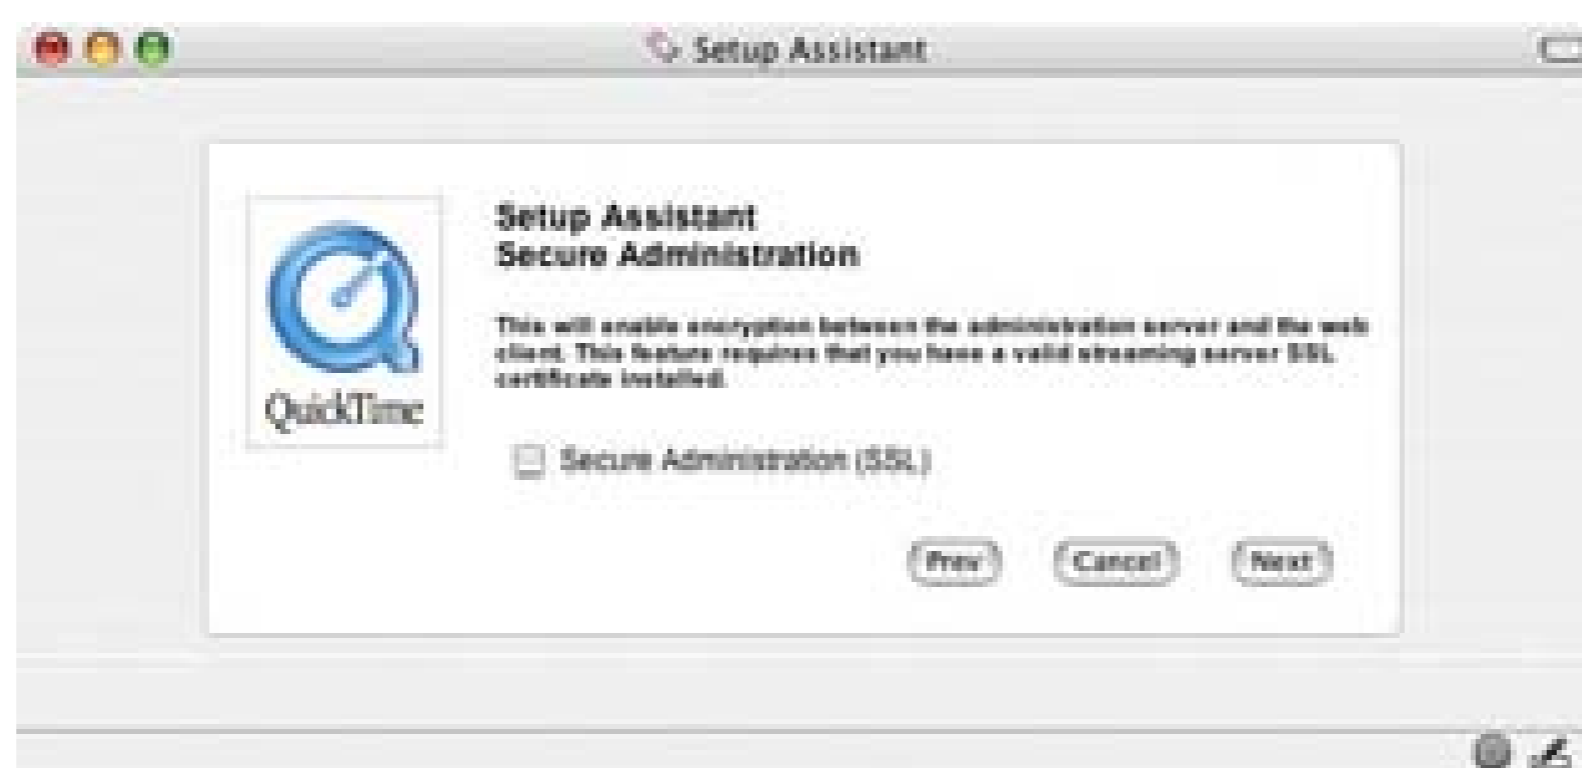 Setup Assistant
Setup Assistant
Secure Administration
This will enable encryption between the administration server and the web
client. This feature requires that you have a valid streaming server SSL
certificate installed.
QuickTime
Secure Administration (SSL)
Prev Cancel Next